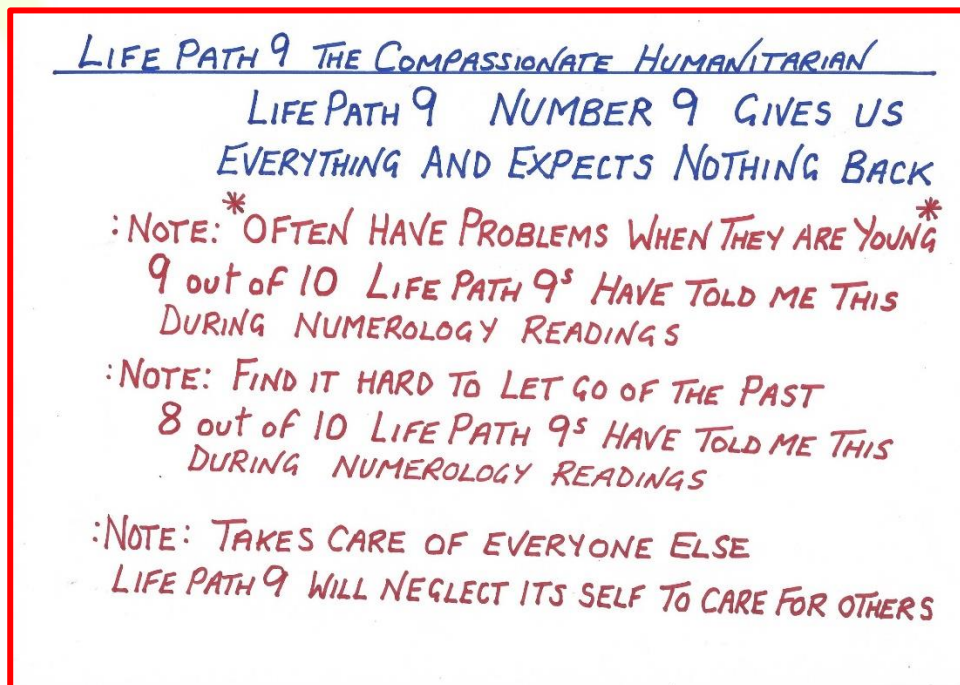 LIFE PATH 9 THE COMPASSIONATE HUMANITARIAN
LIFE PATH 9 NUMBER 9 GIVES US
EVERYTHING AND EXPECTS NOTHING BACK
:NOTE: *OFTEN HAVE PROBLEMS WHEN THEY ARE YOUNG*
9 out of 10 LIFE PATH 9s HAVE TOLD ME THIS
DURING NUMEROLOGY READINGS
:NOTE: FIND IT HARD TO LET GO OF THE PAST
8 out of 10 LIFE PATH 9s HAVE TOLD ME THIS
DURING NUMEROLOGY READINGS
:NOTE: TAKES CARE OF EVERYONE ELSE
LIFE PATH 9 WILL NEGLECT ITS SELF TO CARE FOR OTHERS